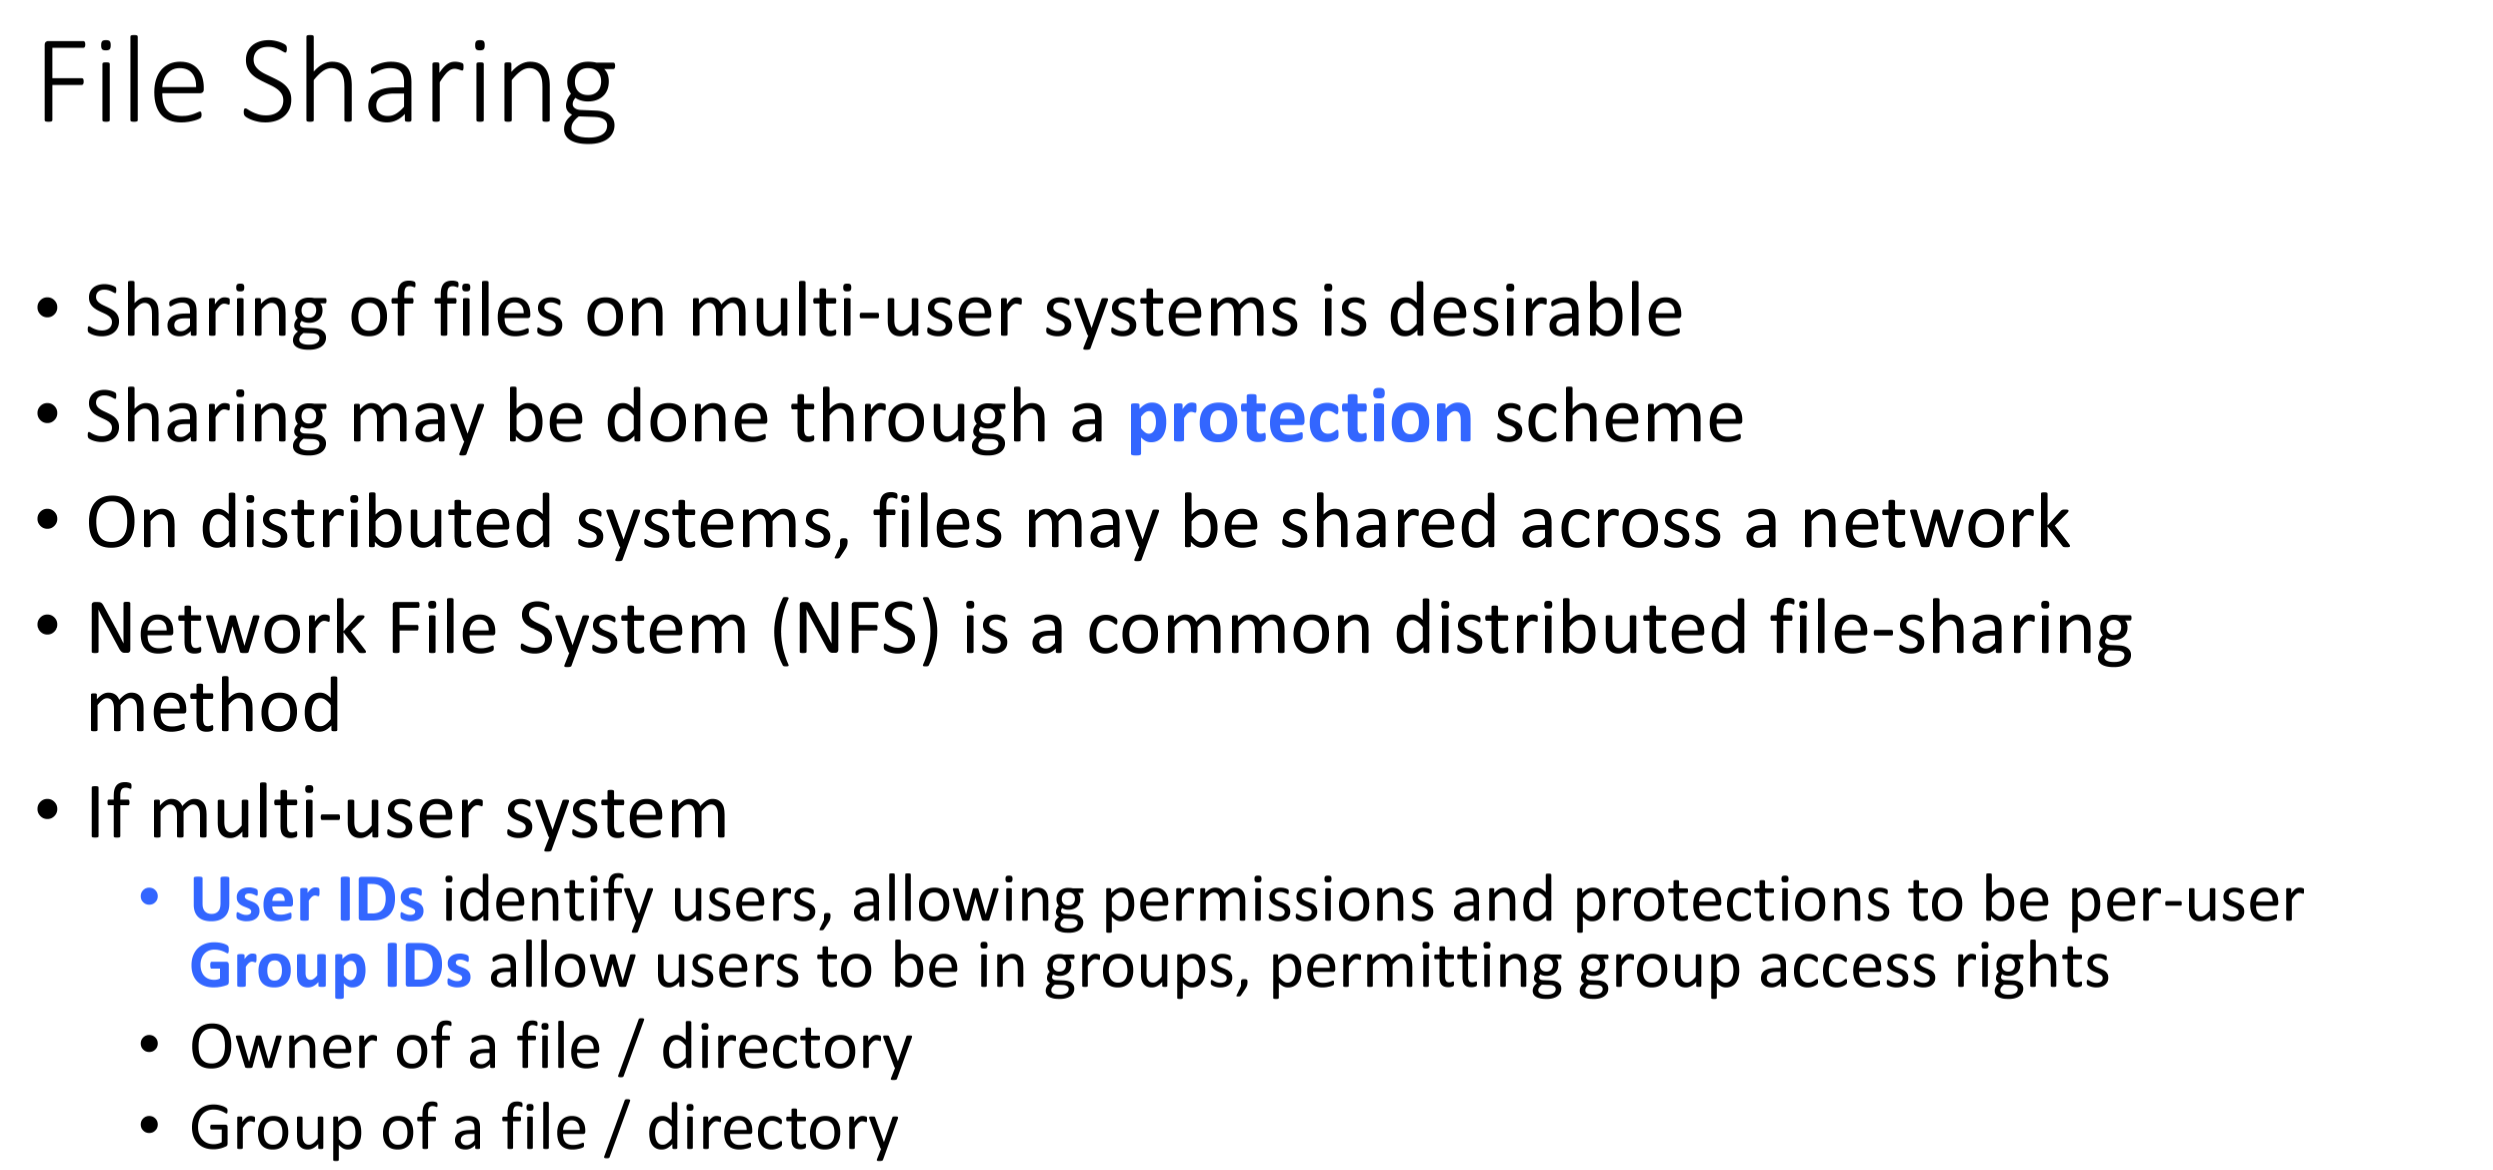 File Sharing
• Sharing of files on multi-user systems is desirable
• Sharing may be done through a protection scheme
• On distributed systems, files may be shared across a network
• Network File System (NFS) is a common distributed file-sharing
method
• If multi-user system
• User IDs identify users, allowing permissions and protections to be per-user
Group IDs allow users to be in groups, permitting group access rights
• Owner of a file / directory
• Group of a file / directory